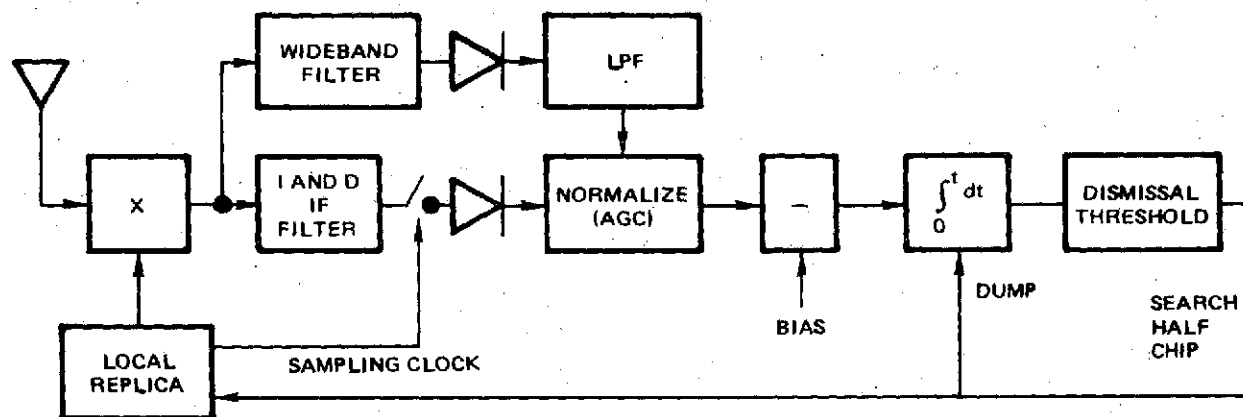 WIDEBAND
FILTER
LPF
X
I AND D
IF
FILTER
NORMALIZE
(AGC)
−
∫₀ᵗ dt
DISMISSAL
THRESHOLD
DUMP
BIAS
SEARCH
HALF
CHIP
SAMPLING CLOCK
LOCAL
REPLICA